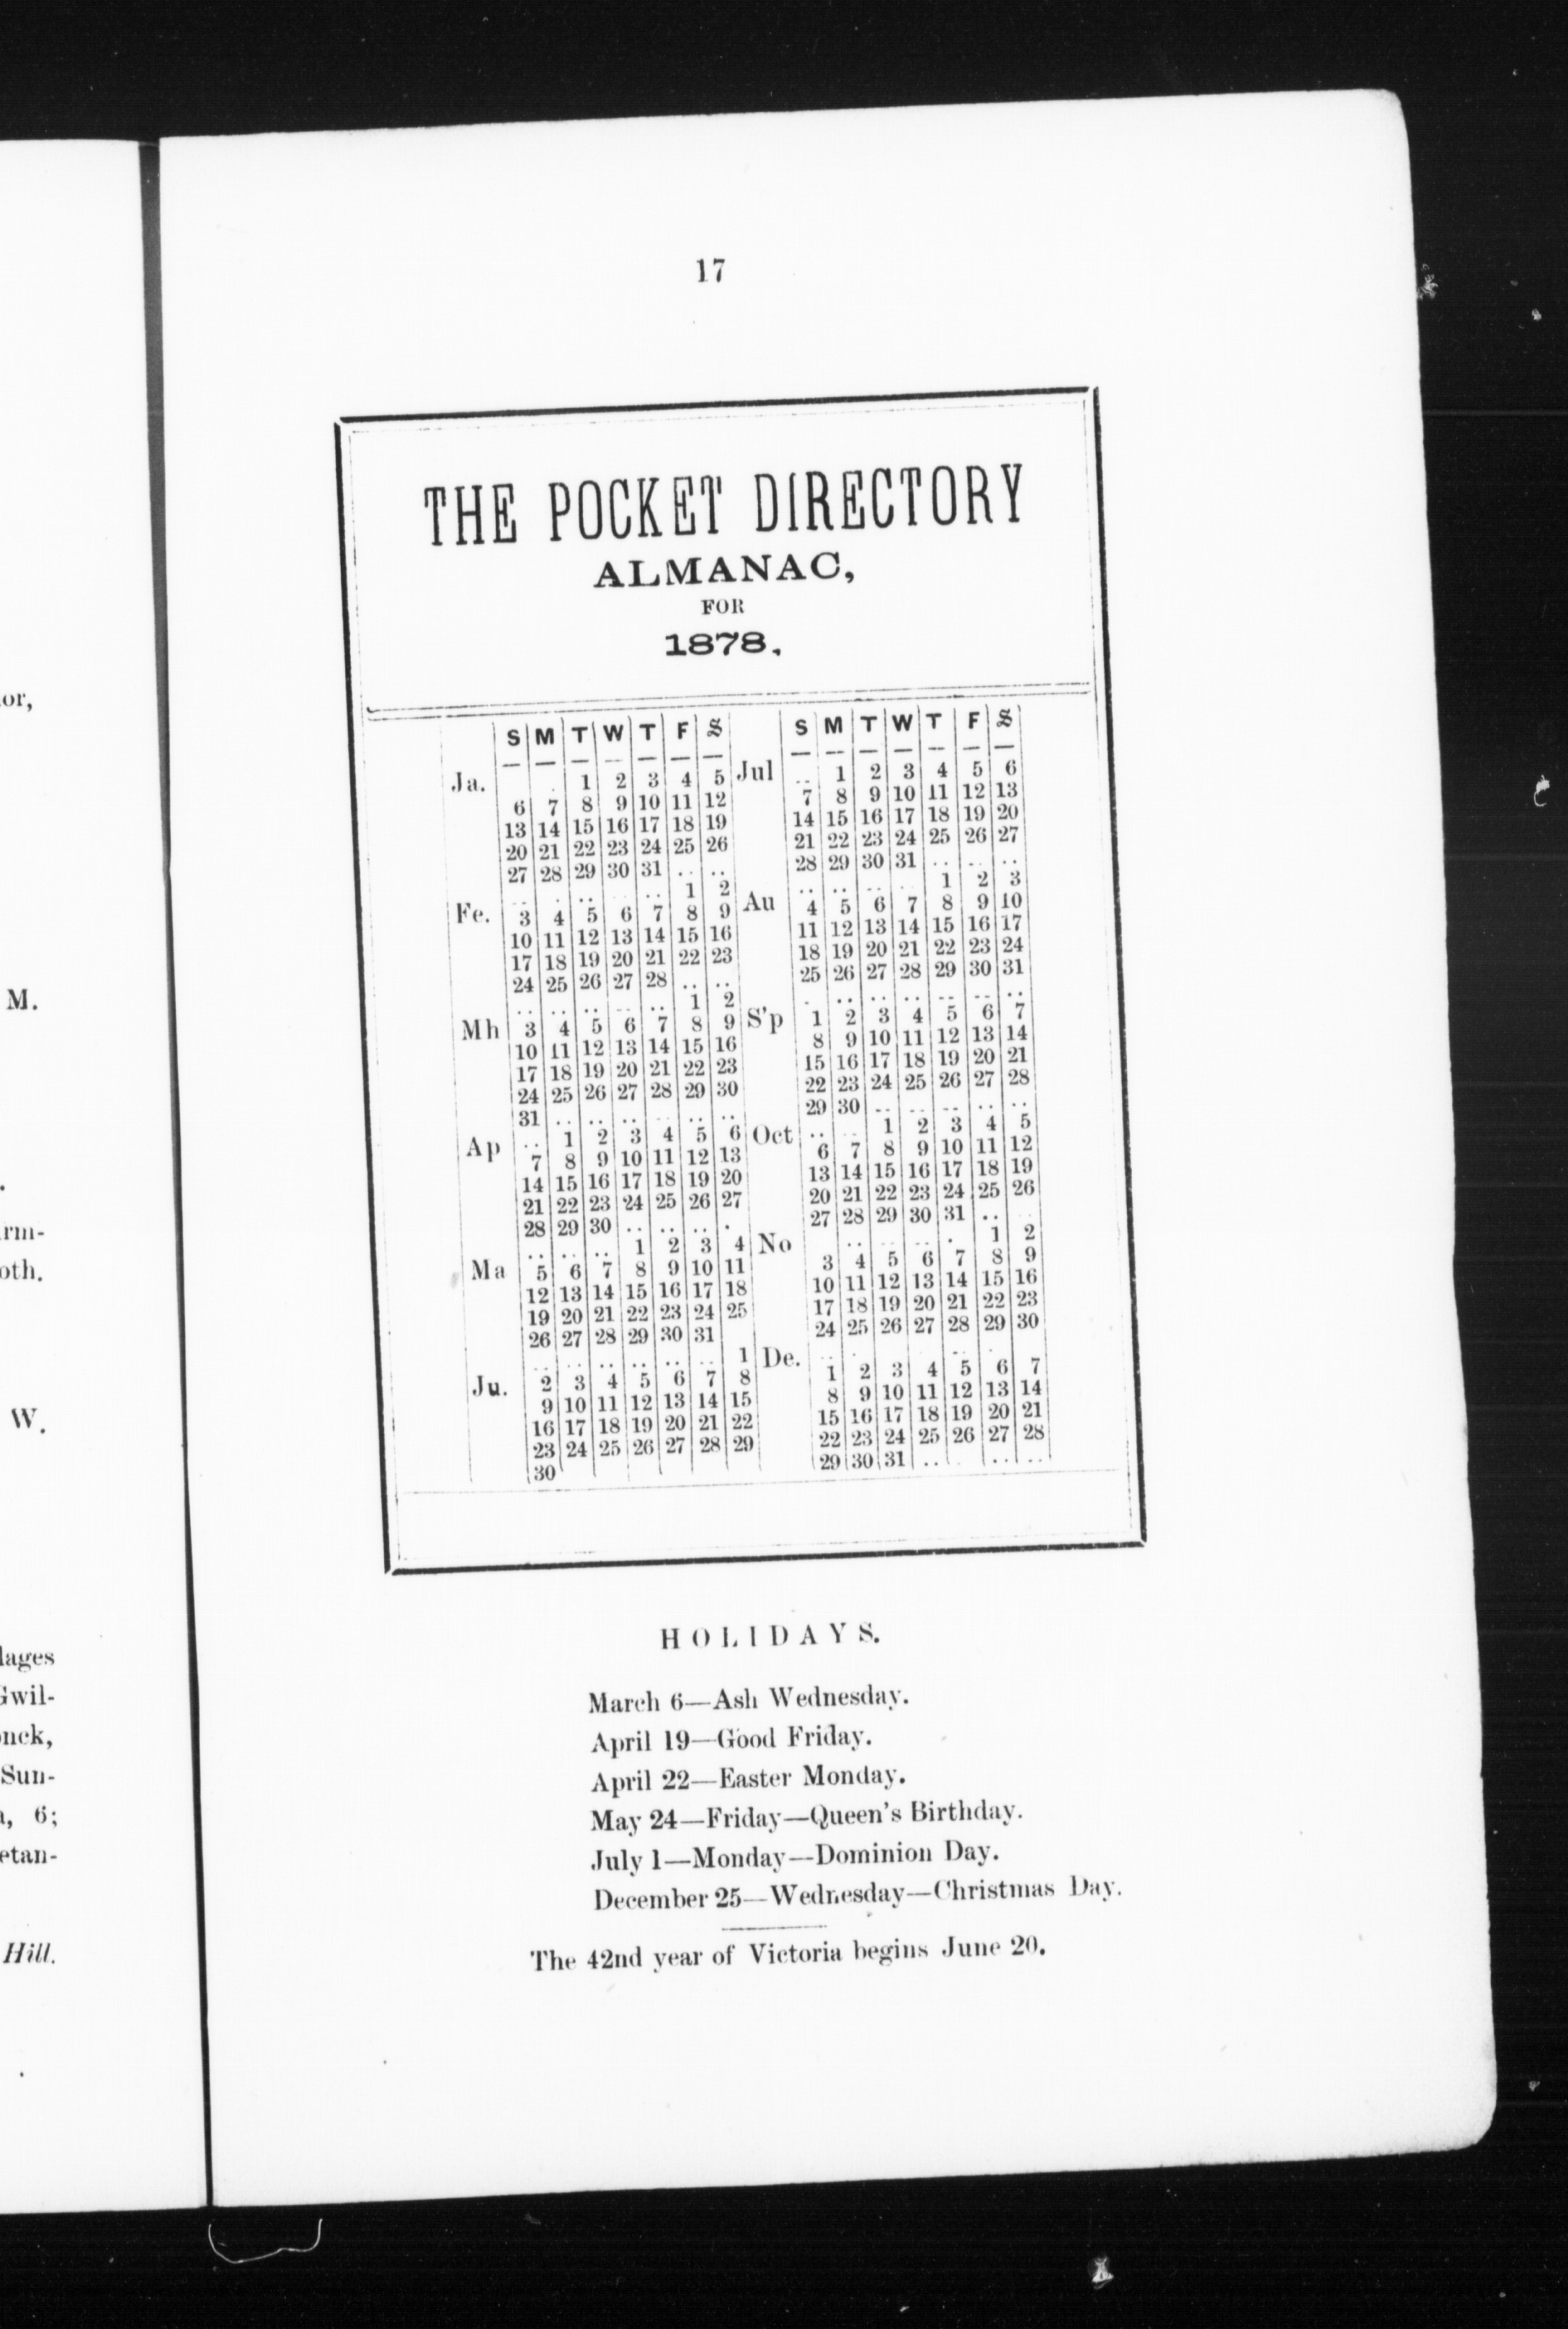 or,
M.
rm-
oth.
W.
lages
Gwil-
nck,
Sun-
6;
etan-
Hill.
17
THE POCKET DIRECTORY
ALMANAC,
FOR
1878.
S M T W T F S
Ja. . 1 2 3 4 5
6 7 8 9 10 11 12
13 14 15 16 17 18 19
20 21 22 23 24 25 26
27 28 29 30 31 .. ..
.. . .. .. 1 2
Fe. 3 4 5 6 7 8 9
10 11 12 13 14 15 16
17 18 19 20 21 22 23
24 25 26 27 28 .. ..
.. .. .. .. .. 1 2
Mh 3 4 5 6 7 8 9
10 11 12 13 14 15 16
17 18 19 20 21 22 23
24 25 26 27 28 29 30
31 .. .. .. .. .. ..
Ap .. 1 2 3 4 5 6
7 8 9 10 11 12 13
14 15 16 17 18 19 20
21 22 23 24 25 26 27
28 29 30 .. .. .. .
.. .. .. 1 2 3 4
Ma 5 6 7 8 9 10 11
12 13 14 15 16 17 18
19 20 21 22 23 24 25
26 27 28 29 30 31
.. .. .. .. .. .. 1
Ju. 2 3 4 5 6 7 8
9 10 11 12 13 14 15
16 17 18 19 20 21 22
23 24 25 26 27 28 29
30
S M T W T F S
Jul .. 1 2 3 4 5 6
7 8 9 10 11 12 13
14 15 16 17 18 19 20
21 22 23 24 25 26 27
28 29 30 31 .. .. ..
.. .. .. . 1 2 3
Au 4 5 6 7 8 9 10
11 12 13 14 15 16 17
18 19 20 21 22 23 24
25 26 27 28 29 30 31
. .. .. .. .. .. ..
S'p 1 2 3 4 5 6 7
8 9 10 11 12 13 14
15 16 17 18 19 20 21
22 23 24 25 26 27 28
29 30 .. .. .. .. ..
Oct .. .. 1 2 3 4 5
6 7 8 9 10 11 12
13 14 15 16 17 18 19
20 21 22 23 24 25 26
27 28 29 30 31 ..
No .. .. .. . 1 2
3 4 5 6 7 8 9
10 11 12 13 14 15 16
17 18 19 20 21 22 23
24 25 26 27 28 29 30
De. .. . .. .
1 2 3 4 5 6 7
8 9 10 11 12 13 14
15 16 17 18 19 20 21
22 23 24 25 26 27 28
29 30 31 .. . .. ..
HOLIDAYS.
March 6—Ash Wednesday.
April 19—Good Friday.
April 22—Easter Monday.
May 24—Friday—Queen's Birthday.
July 1—Monday—Dominion Day.
December 25—Wednesday—Christmas Day.
The 42nd year of Victoria begins June 20.